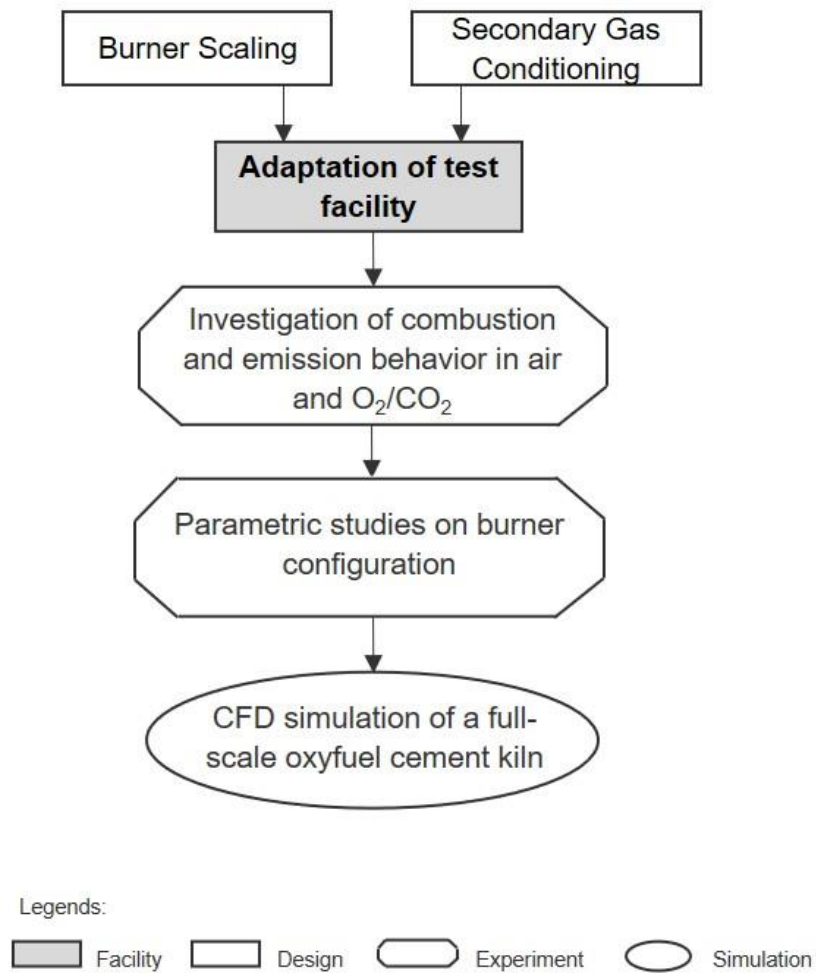 Burner Scaling
Secondary Gas
Conditioning
Adaptation of test
facility
Investigation of combustion
and emission behavior in air
and O₂/CO₂
Parametric studies on burner
configuration
CFD simulation of a full-
scale oxyfuel cement kiln
Legends:
Facility
Design
Experiment
Simulation